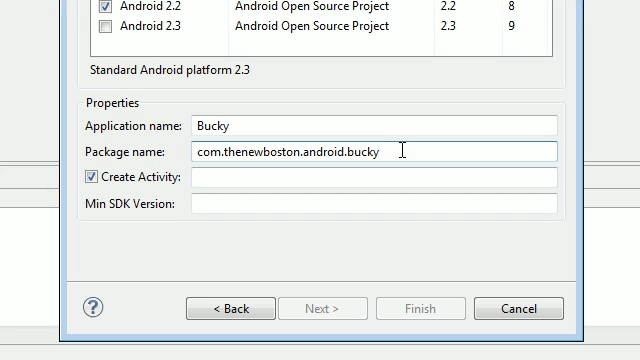 Android 2.2 Android Open Source Project 2.2 8
Android 2.3 Android Open Source Project 2.3 9
Standard Android platform 2.3
Properties
Application name: Bucky
Package name: com.thenewboston.android.bucky
Create Activity:
Min SDK Version:
? < Back Next > Finish Cancel